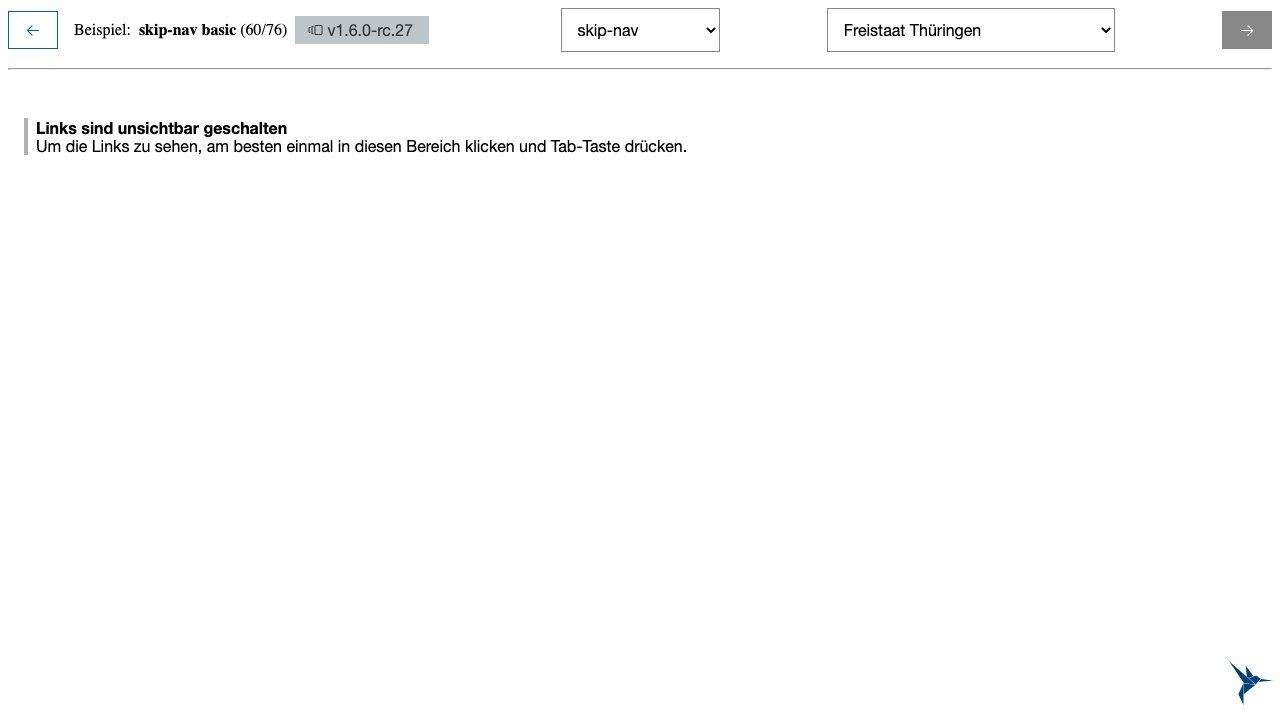 Beispiel: skip-nav basic (60/76) v1.6.0-rc.27 skip-nav Freistaat Thüringen
Links sind unsichtbar geschalten
Um die Links zu sehen, am besten einmal in diesen Bereich klicken und Tab-Taste drücken.